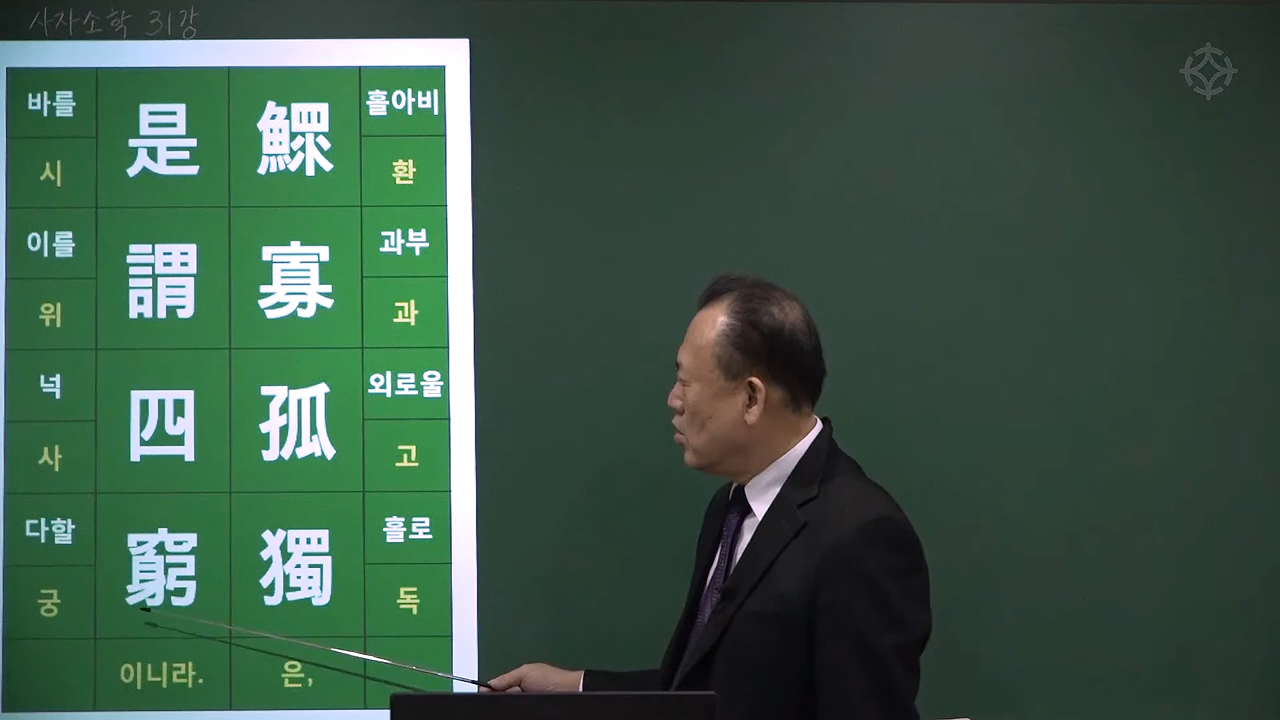 사자소학 31강
바를 是 鰥 홀아비
시 환
이를 謂 寡 과부
위 과
넉 四 孤 외로울
사 고
다할 窮 獨 홀로
궁 독
이니라. 은,